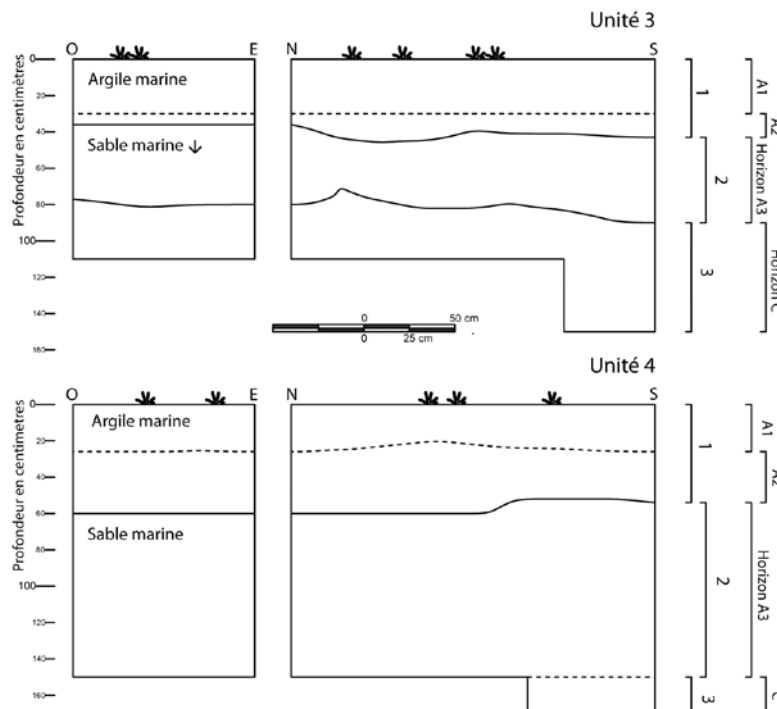 Unité 3
O E N S
Profondeur en centimètres
0
20
40
60
80
100
120
140
160
Argile marine
Sable marine ↓
1
2
3
A1
A2
Horizon A3
Horizon C
0 50 cm
0 25 cm
Unité 4
O E N S
Profondeur en centimetres
0
20
40
60
80
100
120
140
160
Argile marine
Sable marine
1
2
3
A1
A2
Horizon A3